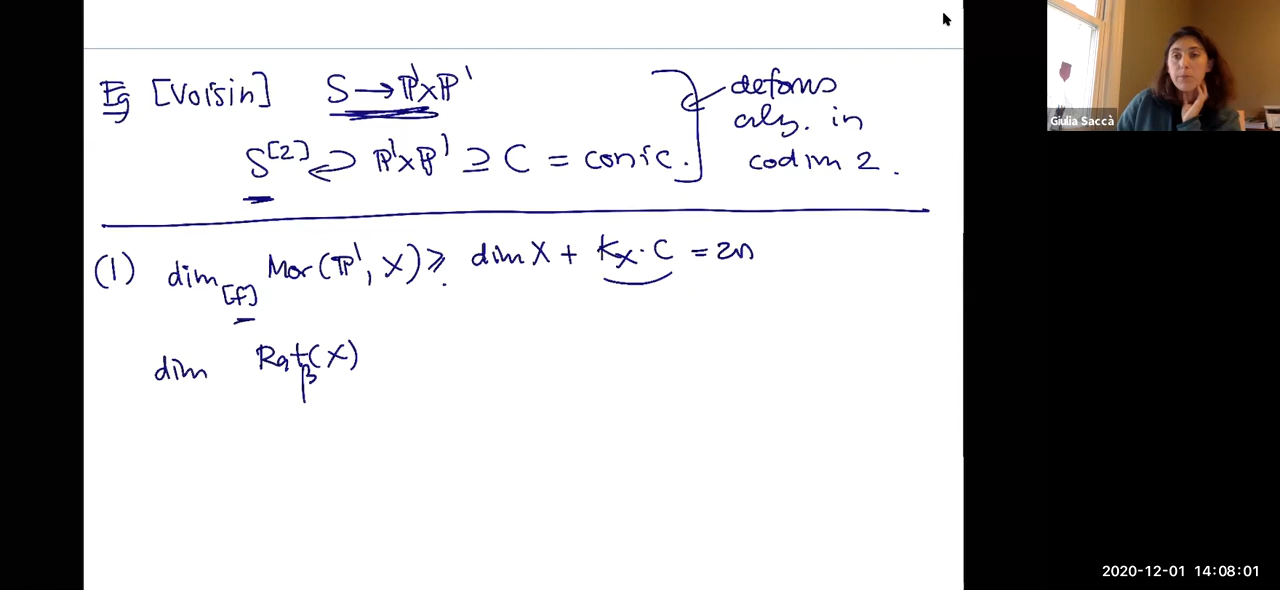 Eg [Voisin] S → ℙ¹×ℙ¹
S^[2] ↩ ℙ¹×ℙ¹ ⊇ C = conic.
deforms
only. in
codim 2.
(1) dim_[f] Mor(ℙ¹, X) ≥ dim X + K_X · C = 2n
dim Rat_β(X)
Giulia Saccà
2020-12-01 14:08:01